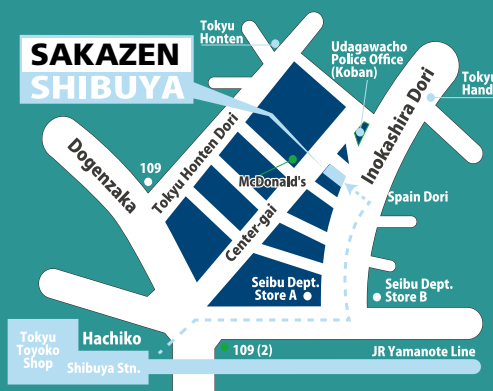 Tokyu
Honten
SAKAZEN
SHIBUYA
Udagawacho
Police Office
(Koban)
Tokyu
Hand
Inokashira Dori
Dogenzaka
109
Tokyu Honten Dori
McDonald's
Center-gai
Spain Dori
Seibu Dept.
Store A
Seibu Dept.
Store B
Tokyu
Toyoko
Shop
Hachiko
Shibuya Stn.
109 (2)
JR Yamanote Line